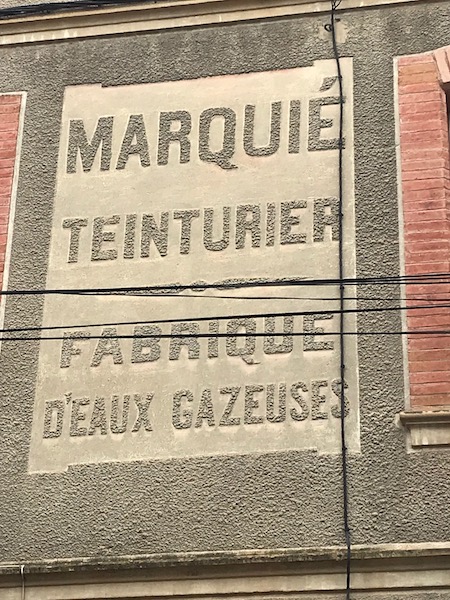 MARQUIÉ
TEINTURIER
FABRIQUE
D'EAUX GAZEUSES